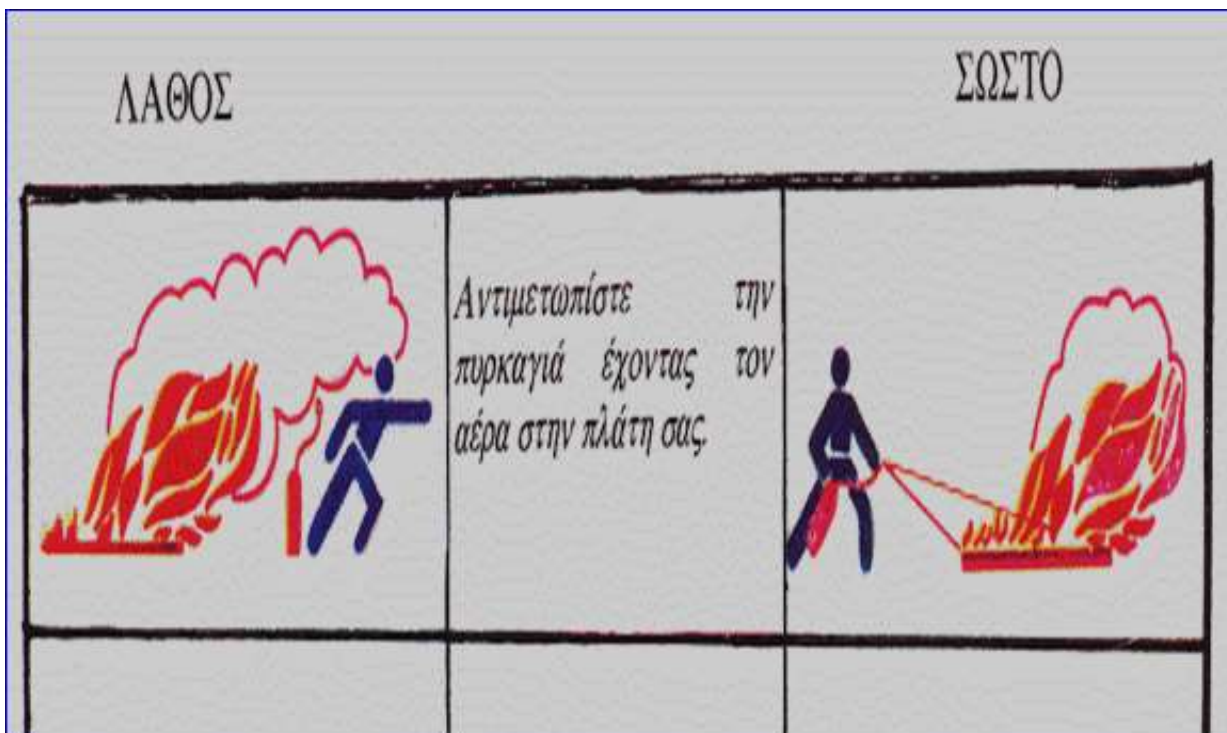 ΛΑΘΟΣ
ΣΩΣΤΟ
Αντιμετωπίστε την
πυρκαγιά έχοντας τον
αέρα στην πλάτη σας.